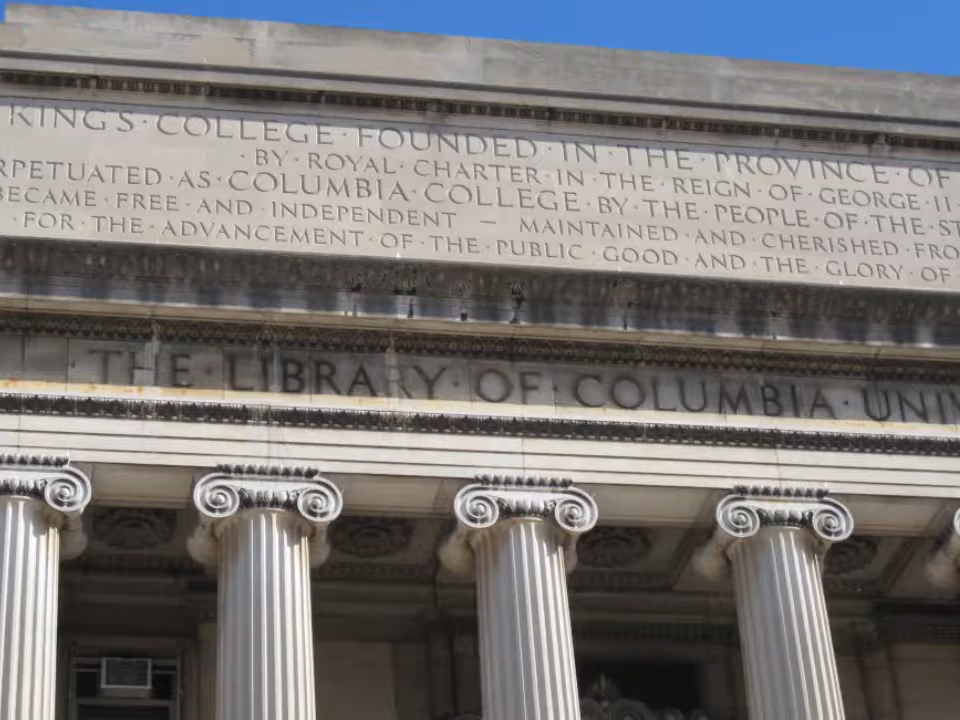 KING'S · COLLEGE · FOUNDED · IN · THE · PROVINCE · OF
· BY · ROYAL · CHARTER · IN · THE · REIGN · OF · GEORGE · II ·
RPETUATED · AS · COLUMBIA · COLLEGE · BY · THE · PEOPLE · OF · THE · ST
BECAME · FREE · AND · INDEPENDENT — MAINTAINED · AND · CHERISHED · FRO
FOR · THE · ADVANCEMENT · OF · THE · PUBLIC · GOOD · AND · THE · GLORY · OF
· THE · LIBRARY · OF · COLUMBIA · UNIV